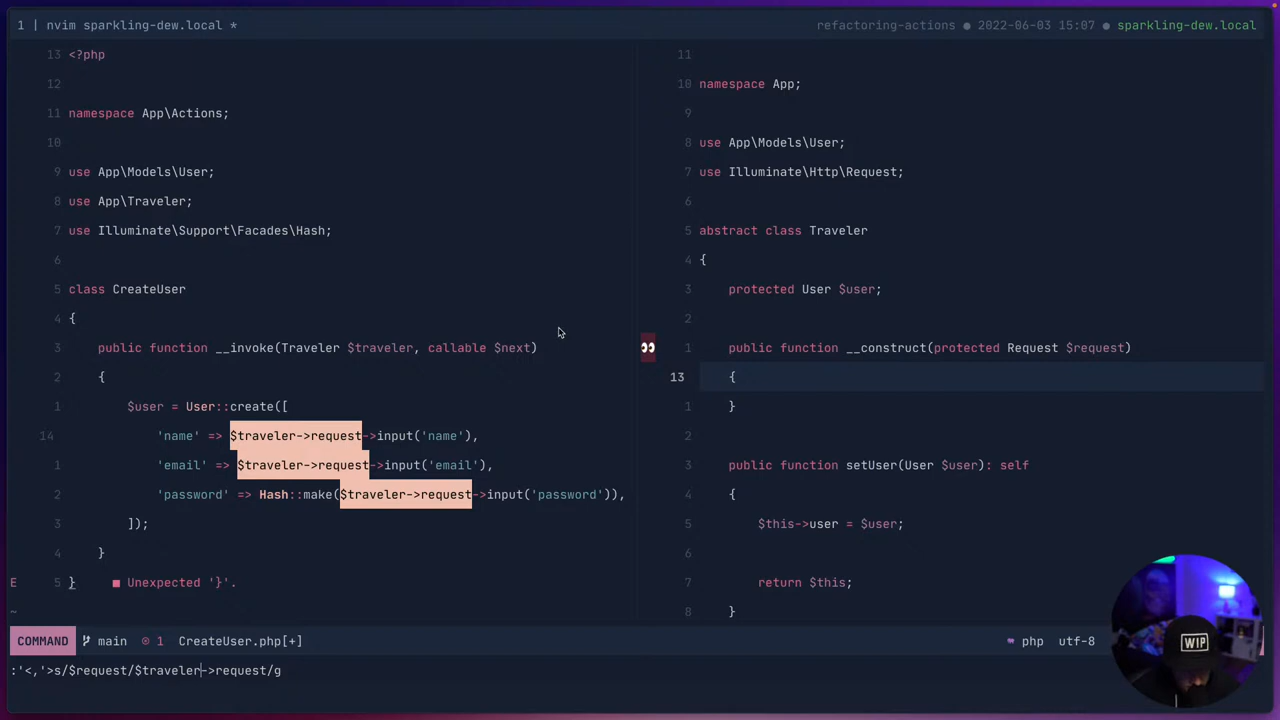 1 | nvim sparkling-dew.local *
refactoring-actions ● 2022-06-03 15:07 ● sparkling-dew.local
13 <?php
12
11 namespace App\Actions;
10
9 use App\Models\User;
8 use App\Traveler;
7 use Illuminate\Support\Facades\Hash;
6
5 class CreateUser
4 {
3 public function __invoke(Traveler $traveler, callable $next)
2 {
1 $user = User::create([
14 'name' => $traveler->request->input('name'),
1 'email' => $traveler->request->input('email'),
2 'password' => Hash::make($traveler->request->input('password')),
3 ]);
4 }
E 5 } ■ Unexpected '}'.
~
11
10 namespace App;
9
8 use App\Models\User;
7 use Illuminate\Http\Request;
6
5 abstract class Traveler
4 {
3 protected User $user;
2
1 public function __construct(protected Request $request)
13 {
1 }
2
3 public function setUser(User $user): self
4 {
5 $this->user = $user;
6
7 return $this;
8 }
COMMAND main ⊗ 1 CreateUser.php[+]
php utf-8
:'<,'>s/$request/$traveler->request/g
WIP